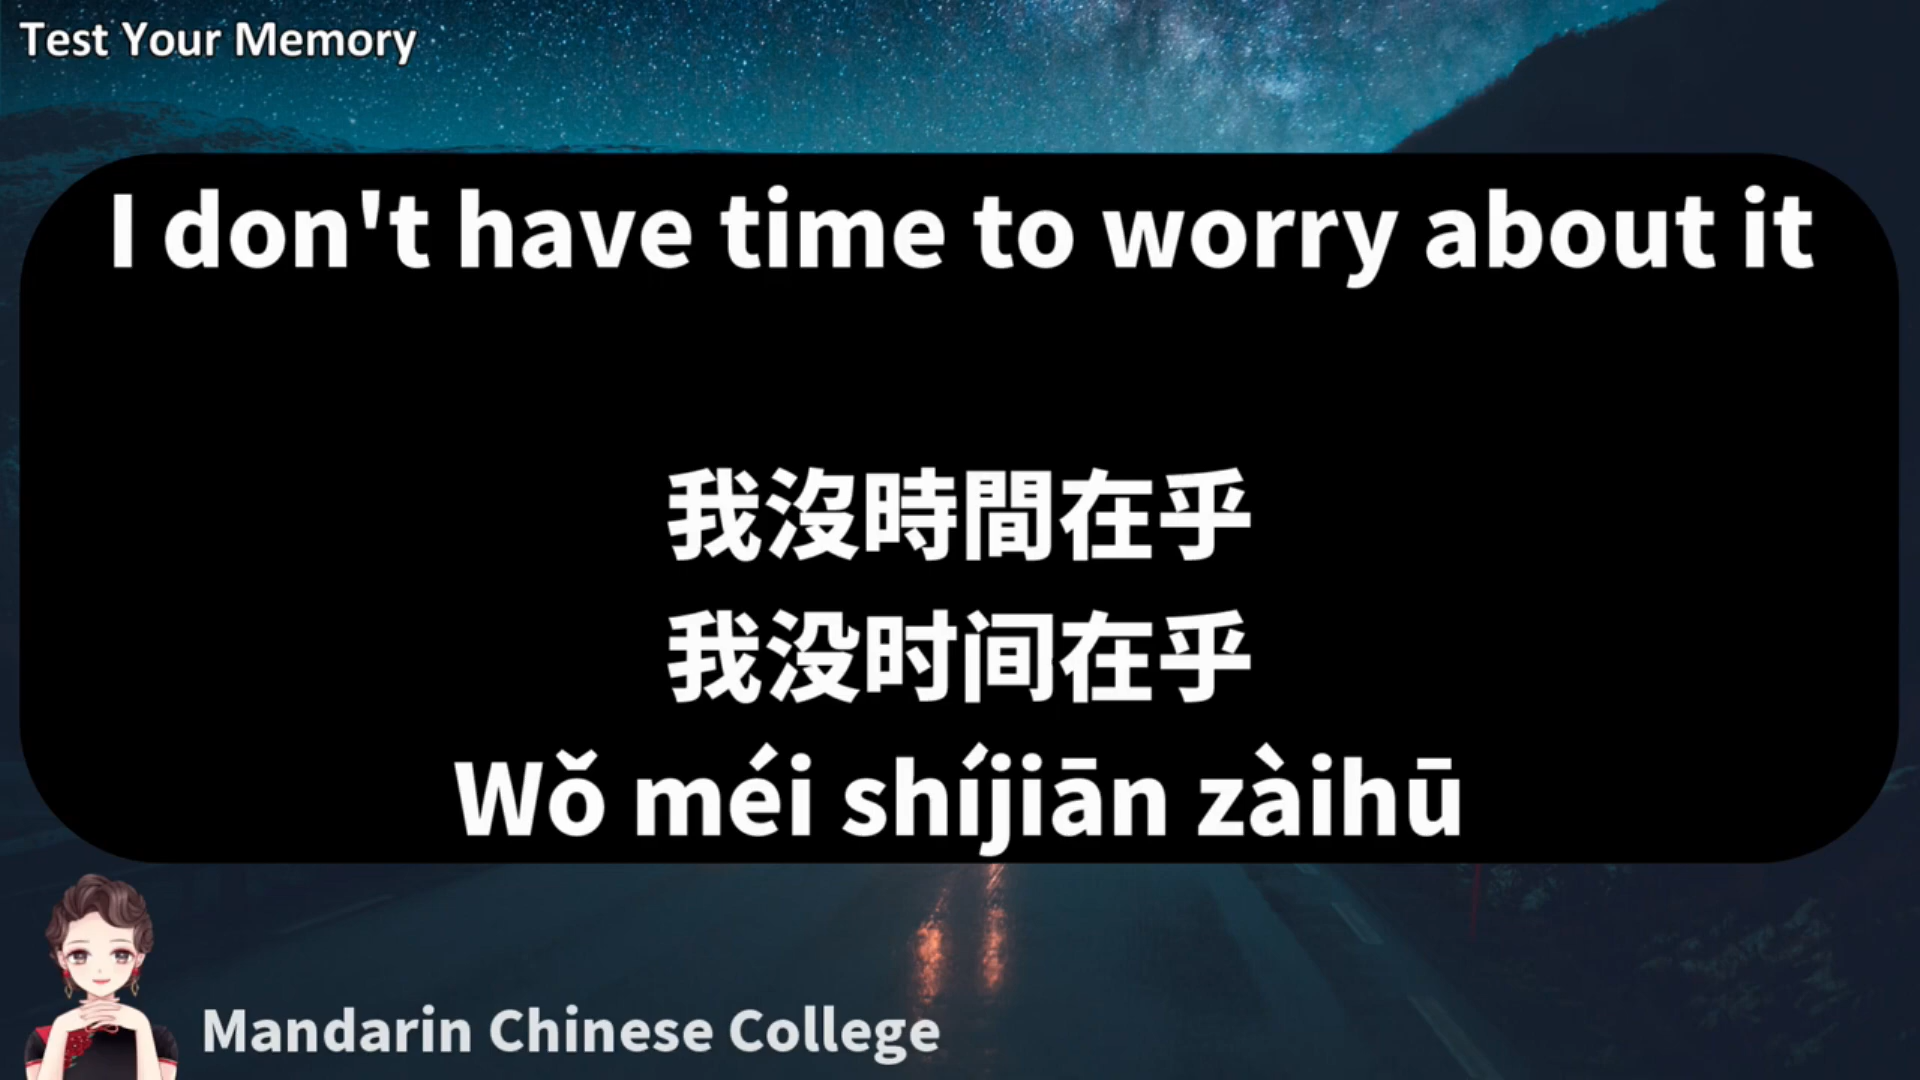 Test Your Memory
I don't have time to worry about it
我沒時間在乎
我没时间在乎
Wǒ méi shíjiān zàihū
Mandarin Chinese College